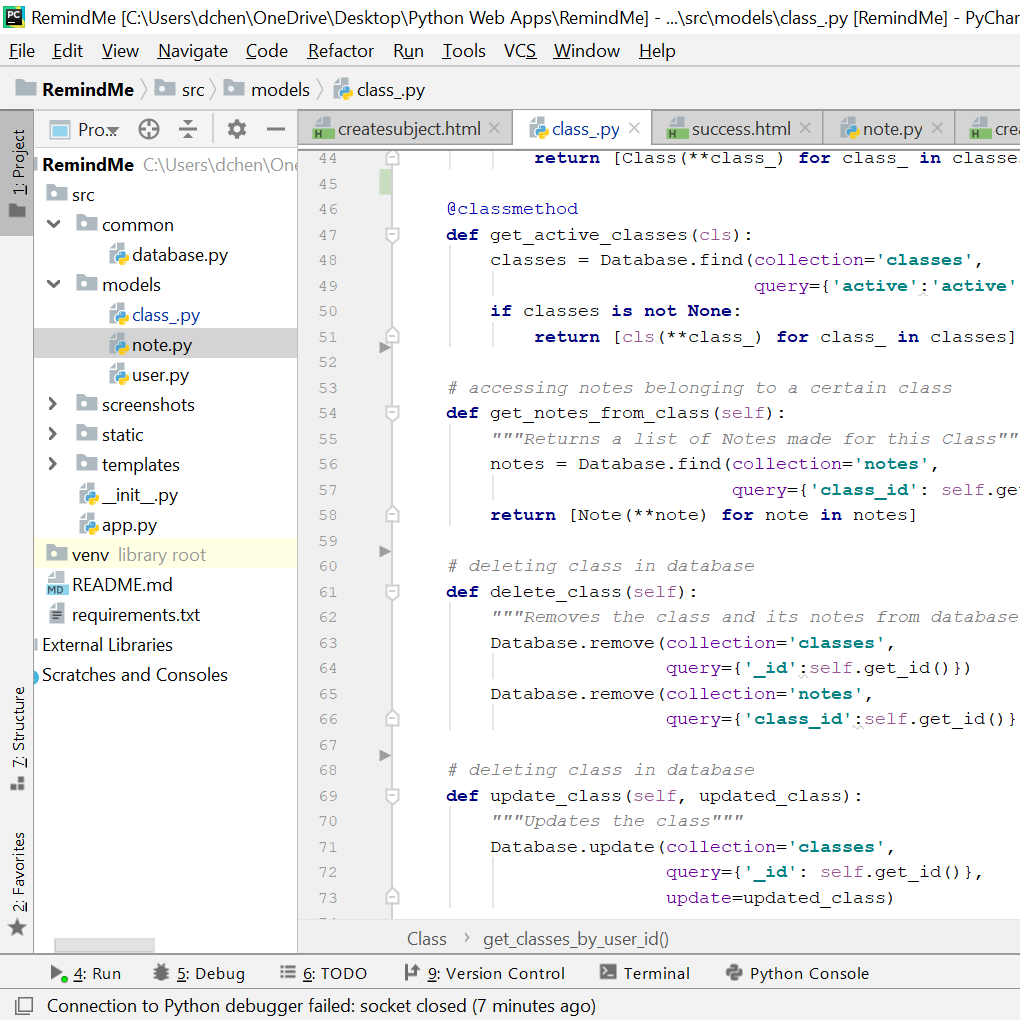 PC
RemindMe [C:\Users\dchen\OneDrive\Desktop\Python Web Apps\RemindMe] - ...\src\models\class_.py [RemindMe] - PyChar
File Edit View Navigate Code Refactor Run Tools VCS Window Help
RemindMe src models class_.py
1: Project
Pro...
createsubject.html class_.py success.html note.py cre
RemindMe C:\Users\dchen\One
src
common
database.py
models
class_.py
note.py
user.py
screenshots
static
templates
__init__.py
app.py
venv library root
README.md
requirements.txt
External Libraries
Scratches and Consoles
7: Structure
2: Favorites
44 return [Class(**class_) for class_ in classe
45
46 @classmethod
47 def get_active_classes(cls):
48 classes = Database.find(collection='classes',
49 query={'active':'active'
50 if classes is not None:
51 return [cls(**class_) for class_ in classes]
52
53 # accessing notes belonging to a certain class
54 def get_notes_from_class(self):
55 """Returns a list of Notes made for this Class""
56 notes = Database.find(collection='notes',
57 query={'class_id': self.ge
58 return [Note(**note) for note in notes]
59
60 # deleting class in database
61 def delete_class(self):
62 """Removes the class and its notes from database
63 Database.remove(collection='classes',
64 query={'_id':self.get_id()})
65 Database.remove(collection='notes',
66 query={'class_id':self.get_id()}
67
68 # deleting class in database
69 def update_class(self, updated_class):
70 """Updates the class"""
71 Database.update(collection='classes',
72 query={'_id': self.get_id()},
73 update=updated_class)
Class get_classes_by_user_id()
4: Run 5: Debug 6: TODO 9: Version Control Terminal Python Console
Connection to Python debugger failed: socket closed (7 minutes ago)